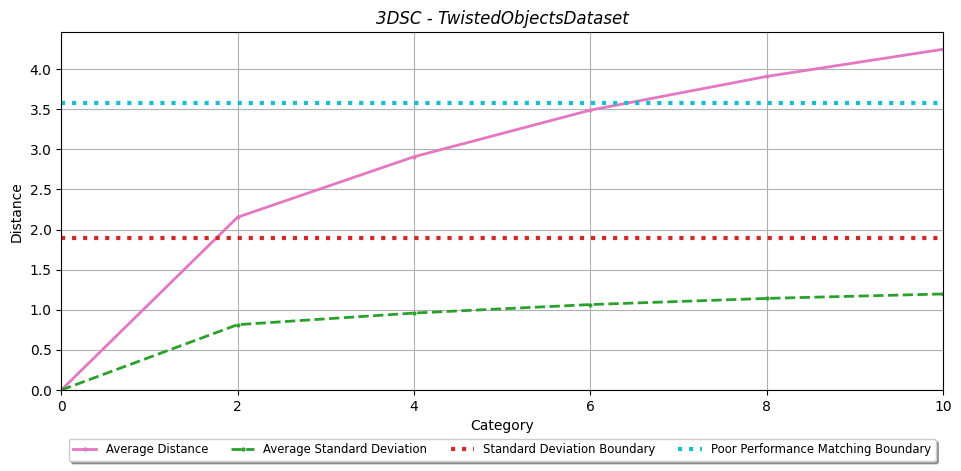 3DSC - TwistedObjectsDataset
4.0
3.5
3.0
2.5
2.0
1.5
1.0
0.5
0.0
Distance
0 2 4 6 8 10
Category
Average Distance Average Standard Deviation Standard Deviation Boundary Poor Performance Matching Boundary